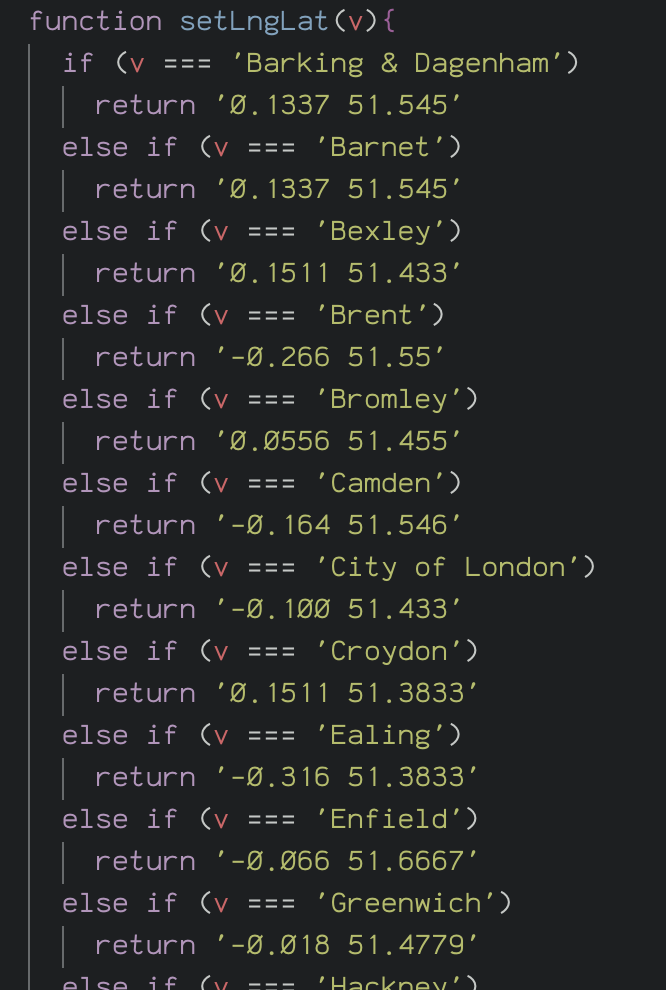 function setLngLat(v){
if (v === 'Barking & Dagenham')
return '0.1337 51.545'
else if (v === 'Barnet')
return '0.1337 51.545'
else if (v === 'Bexley')
return '0.1511 51.433'
else if (v === 'Brent')
return '-0.266 51.55'
else if (v === 'Bromley')
return '0.0556 51.455'
else if (v === 'Camden')
return '-0.164 51.546'
else if (v === 'City of London')
return '-0.100 51.433'
else if (v === 'Croydon')
return '0.1511 51.3833'
else if (v === 'Ealing')
return '-0.316 51.3833'
else if (v === 'Enfield')
return '-0.066 51.6667'
else if (v === 'Greenwich')
return '-0.018 51.4779'
else if (v === 'Hackney')